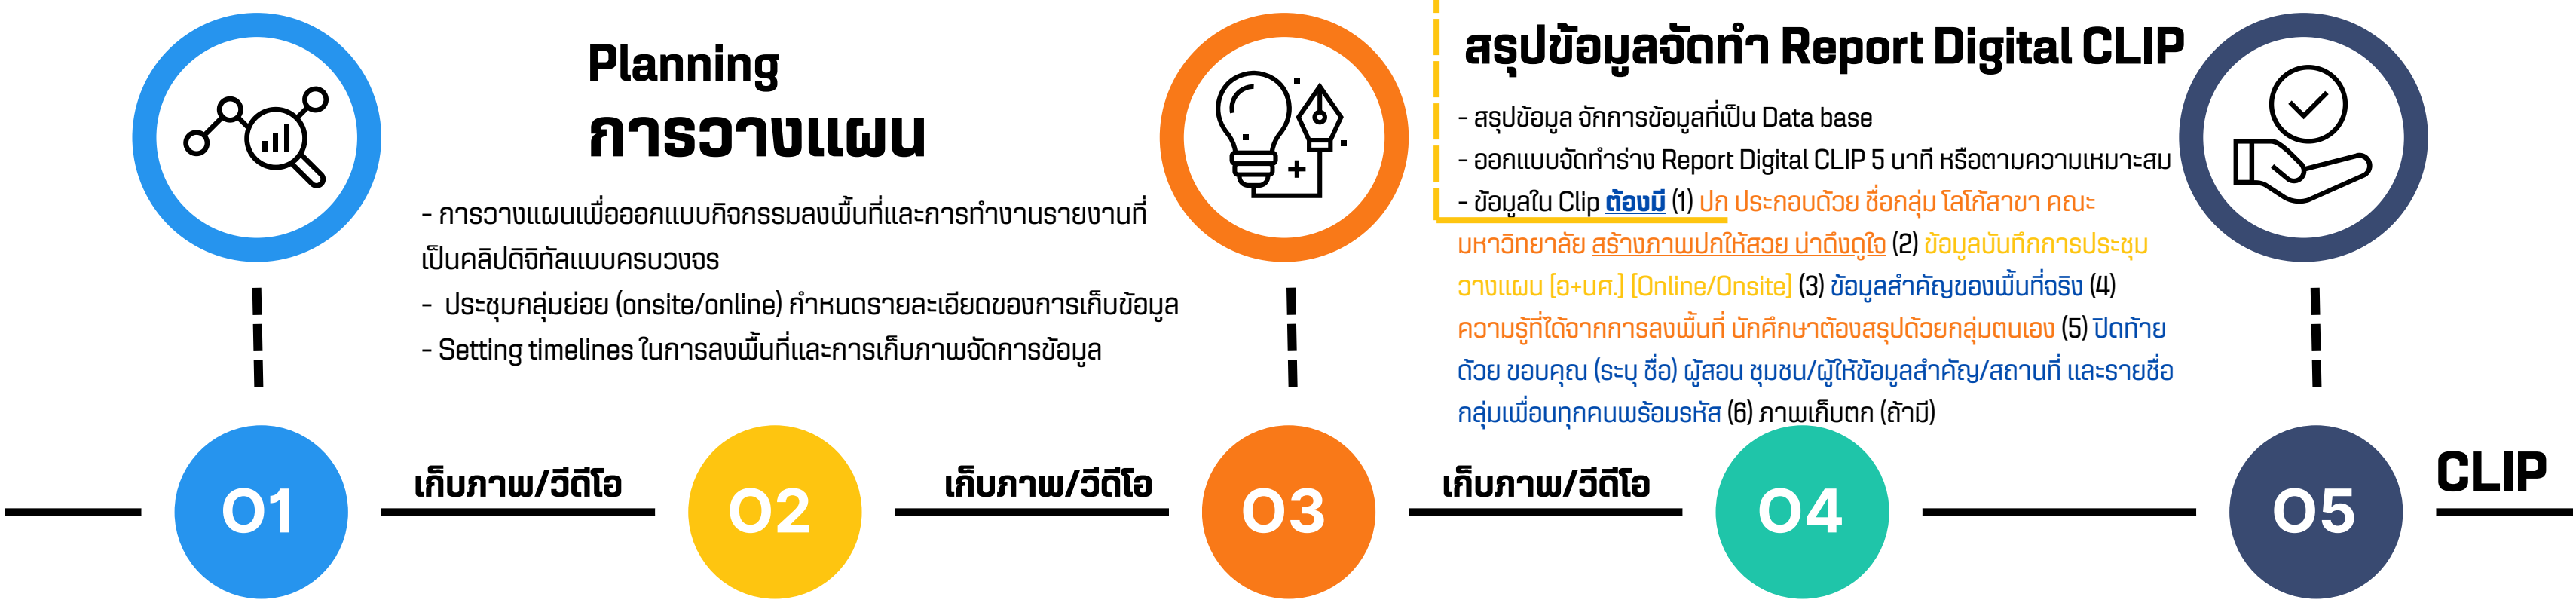 Planning
การวางแผน
- การวางแผนเพื่อออกแบบกิจกรรมลงพื้นที่และการทำงานรายงานที่
เป็นคลิปดิจิทัลแบบครบวงจร
- ประชุมกลุ่มย่อย (onsite/online) กำหนดรายละเอียดของการเก็บข้อมูล
- Setting timelines ในการลงพื้นที่และการเก็บภาพจัดการข้อมูล
สรุปข้อมูลจัดทำ Report Digital CLIP
- สรุปข้อมูล จักการข้อมูลที่เป็น Data base
- ออกแบบจัดทำร่าง Report Digital CLIP 5 นาที หรือตามความเหมาะสม
- ข้อมูลใน Clip ต้องมี (1) ปก ประกอบด้วย ชื่อกลุ่ม โลโก้สาขา คณะ
มหาวิทยาลัย สร้างภาพปกให้สวย น่าดึงดูใจ (2) ข้อมูลบันทึกการประชุม
วางแผน [อ+นศ.] [Online/Onsite] (3) ข้อมูลสำคัญของพื้นที่จริง (4)
ความรู้ที่ได้จากการลงพื้นที่ นักศึกษาต้องสรุปด้วยกลุ่มตนเอง (5) ปิดท้าย
ด้วย ขอบคุณ (ระบุ ชื่อ) ผู้สอน ชุมชน/ผู้ให้ข้อมูลสำคัญ/สถานที่ และรายชื่อ
กลุ่มเพื่อนทุกคนพร้อมรหัส (6) ภาพเก็บตก (ถ้ามี)
01
เก็บภาพ/วีดีโอ
02
เก็บภาพ/วีดีโอ
03
เก็บภาพ/วีดีโอ
04
05
CLIP